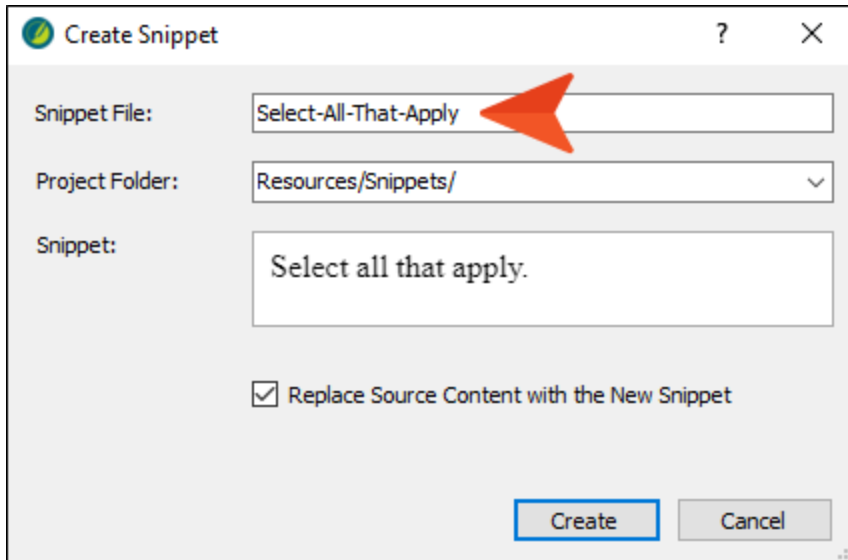 Create Snippet
Snippet File: Select-All-That-Apply
Project Folder: Resources/Snippets/
Snippet: Select all that apply.
Replace Source Content with the New Snippet
Create Cancel